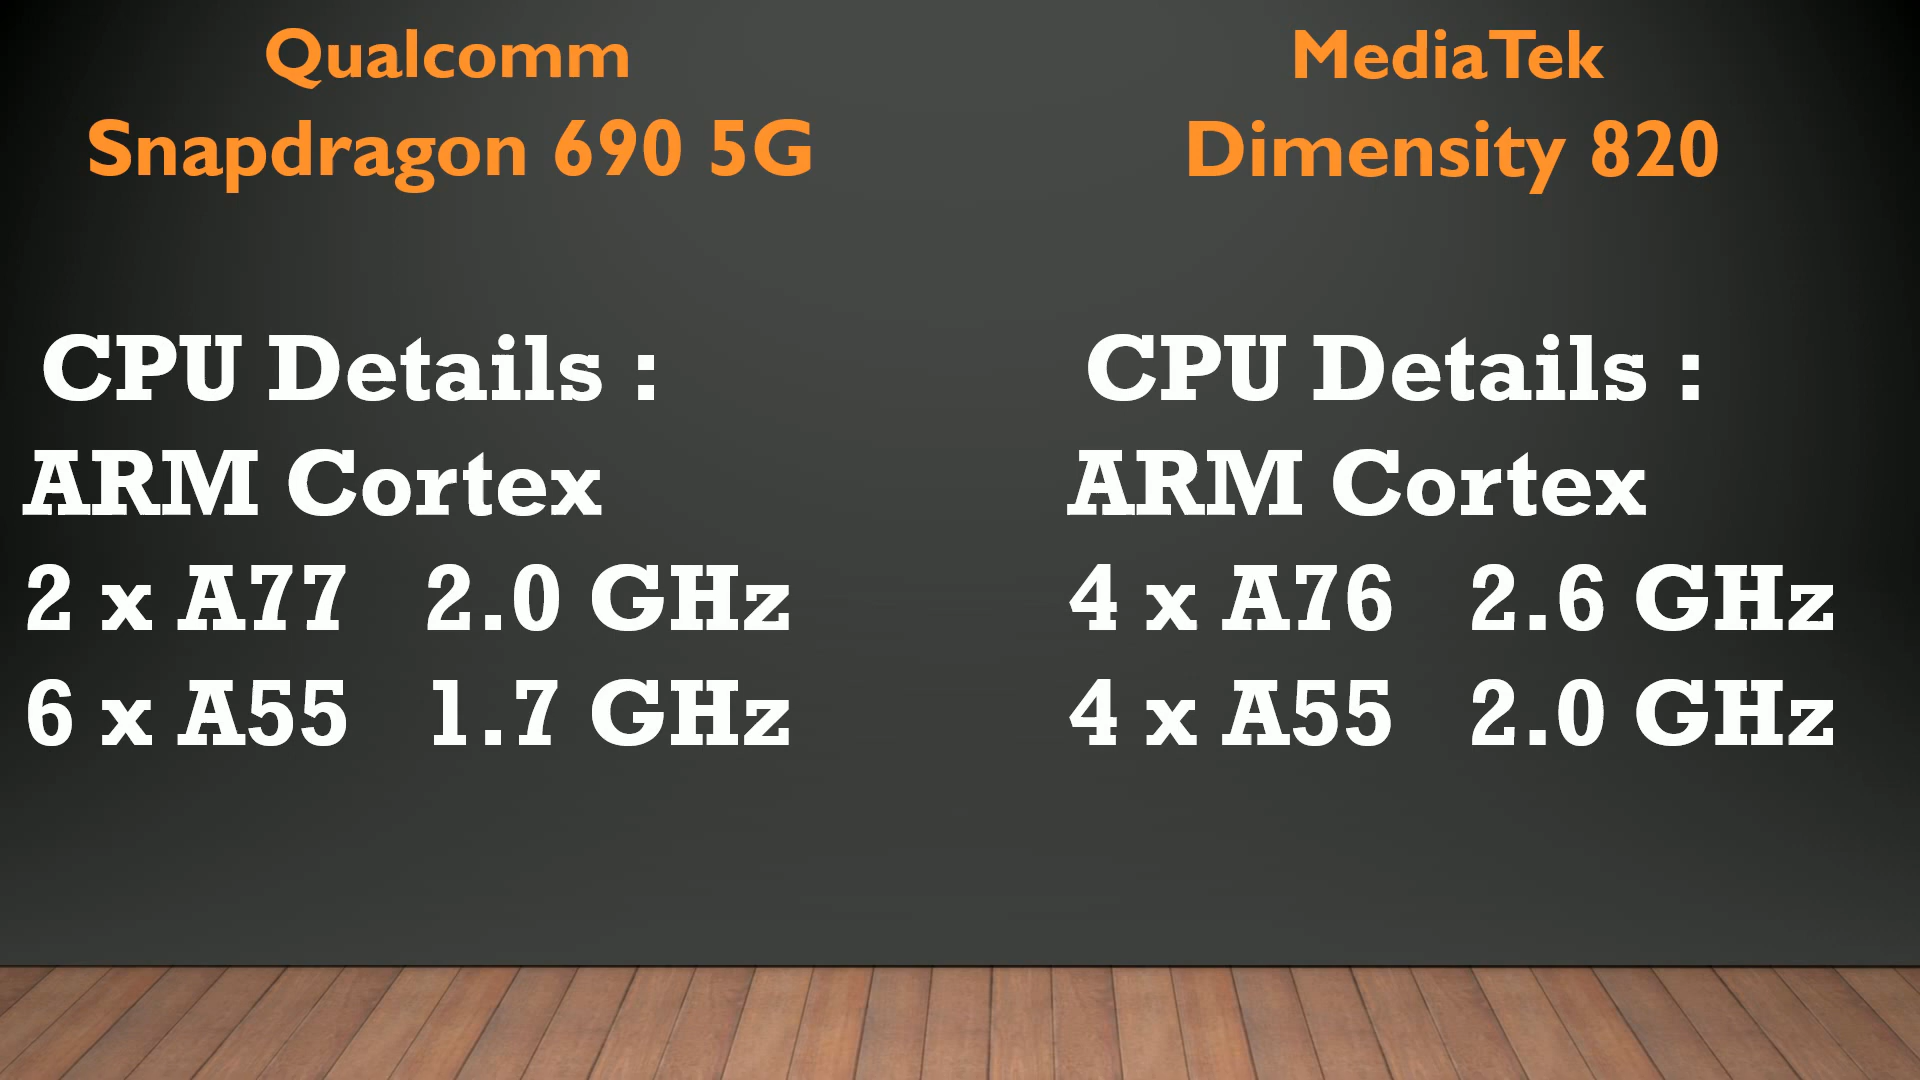 Qualcomm
Snapdragon 690 5G
CPU Details :
ARM Cortex
2 x A77 2.0 GHz
6 x A55 1.7 GHz
MediaTek
Dimensity 820
CPU Details :
ARM Cortex
4 x A76 2.6 GHz
4 x A55 2.0 GHz